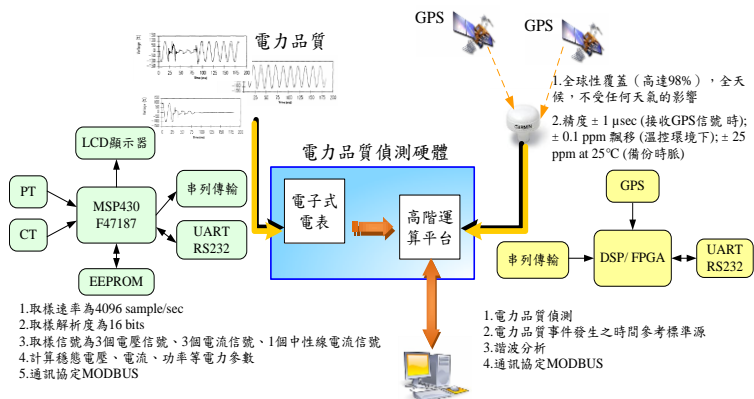 電力品質
GPS
GPS
1.全球性覆蓋（高達98%），全天
候，不受任何天氣的影響
2.精度 ± 1 μsec (接收GPS信號 時);
± 0.1 ppm 飄移 (溫控環境下); ± 25
ppm at 25°C (備份時脈)
GARMIN
LCD顯示器
PT
CT
MSP430
F47187
串列傳輸
UART
RS232
EEPROM
電力品質偵測硬體
電子式
電表
高階運
算平台
GPS
串列傳輸
DSP/ FPGA
UART
RS232
1.取樣速率為4096 sample/sec
2.取樣解析度為16 bits
3.取樣信號為3個電壓信號、3個電流信號、1個中性線電流信號
4.計算穩態電壓、電流、功率等電力參數
5.通訊協定MODBUS
1.電力品質偵測
2.電力品質事件發生之時間參考標準源
3.諧波分析
4.通訊協定MODBUS